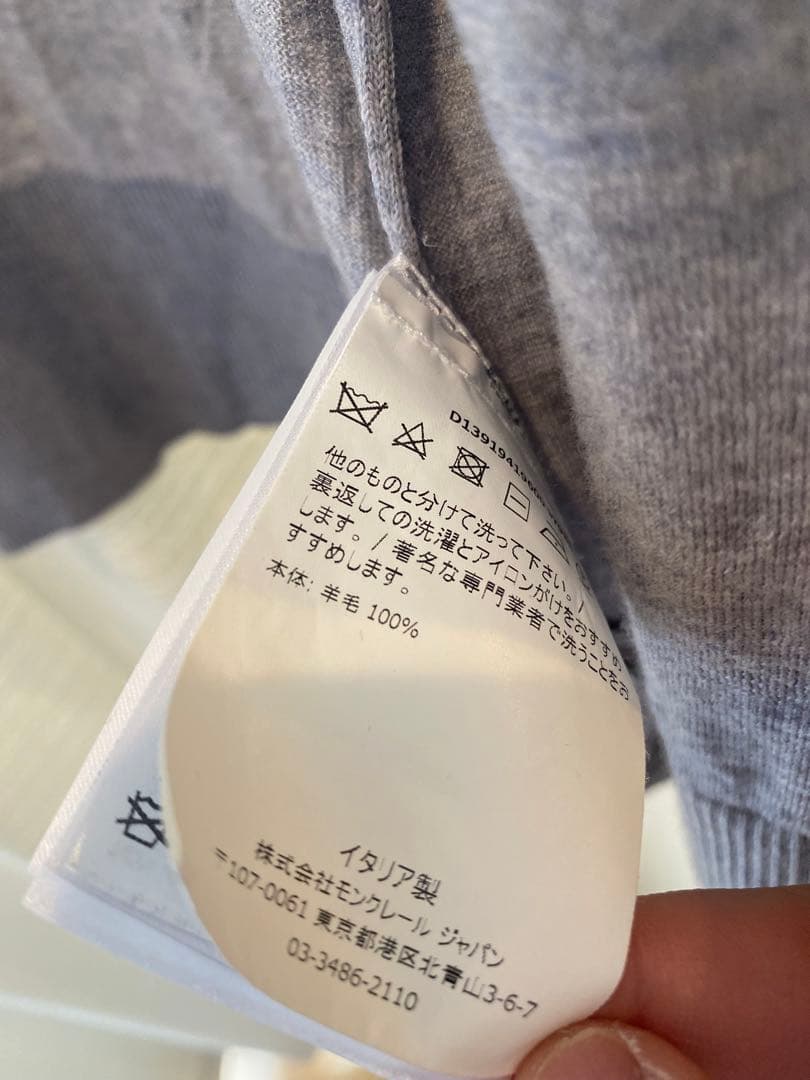 D1391941960
他のものと分けて洗って下さい。/
裏返しての洗濯とアイロンがけをおすすめ
します。/ 著名な専門業者で洗うことをお
すすめします。
本体: 羊毛 100%
イタリア製
株式会社モンクレール ジャパン
〒107-0061 東京都港区北青山3-6-7
03-3486-2110